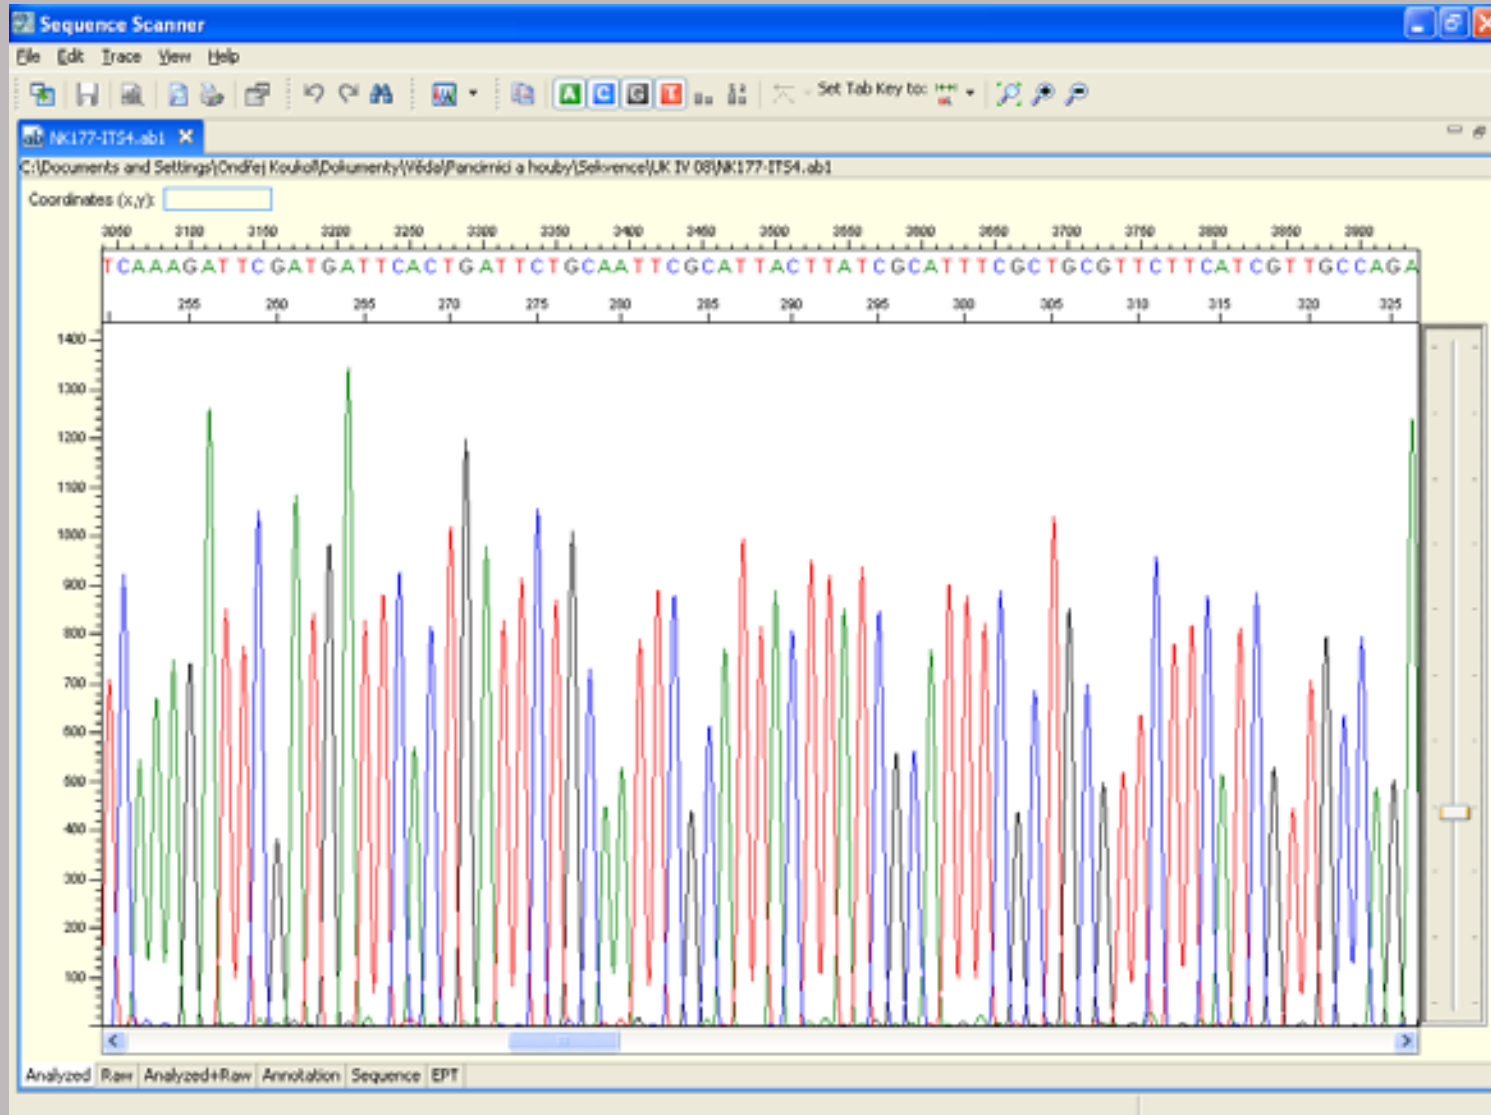 Sequence Scanner
File Edit Trace View Help
A C G T Set Tab Key to:
NK177-ITS4.ab1
C:\Documents and Settings\Ondřej Koukol\Dokumenty\Věda\Pancirnici a houby\Sekvence\UK IV 08\NK177-ITS4.ab1
Coordinates (x,y):
3050 3100 3150 3200 3250 3300 3350 3400 3450 3500 3550 3600 3650 3700 3750 3800 3850 3900
TCAAAGATTCGATGATTCACTGATTCTGCAATTCGCATTACTTATCGCATTTCGCTGCGTTCTTCATCGTTGCCAGA
255 260 265 270 275 280 285 290 295 300 305 310 315 320 325
1400
1300
1200
1100
1000
900
800
700
600
500
400
300
200
100
Analyzed Raw Analyzed+Raw Annotation Sequence EPT